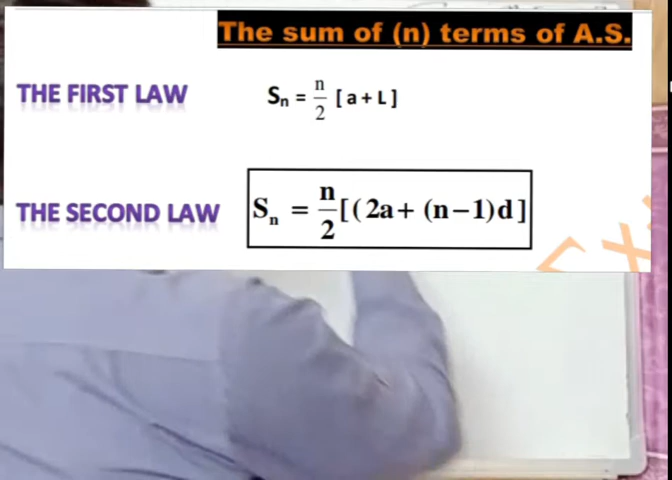 The sum of (n) terms of A.S.
THE FIRST LAW Sn = n/2 [ a + L ]
THE SECOND LAW Sn = n/2 [( 2a + (n−1)d ]